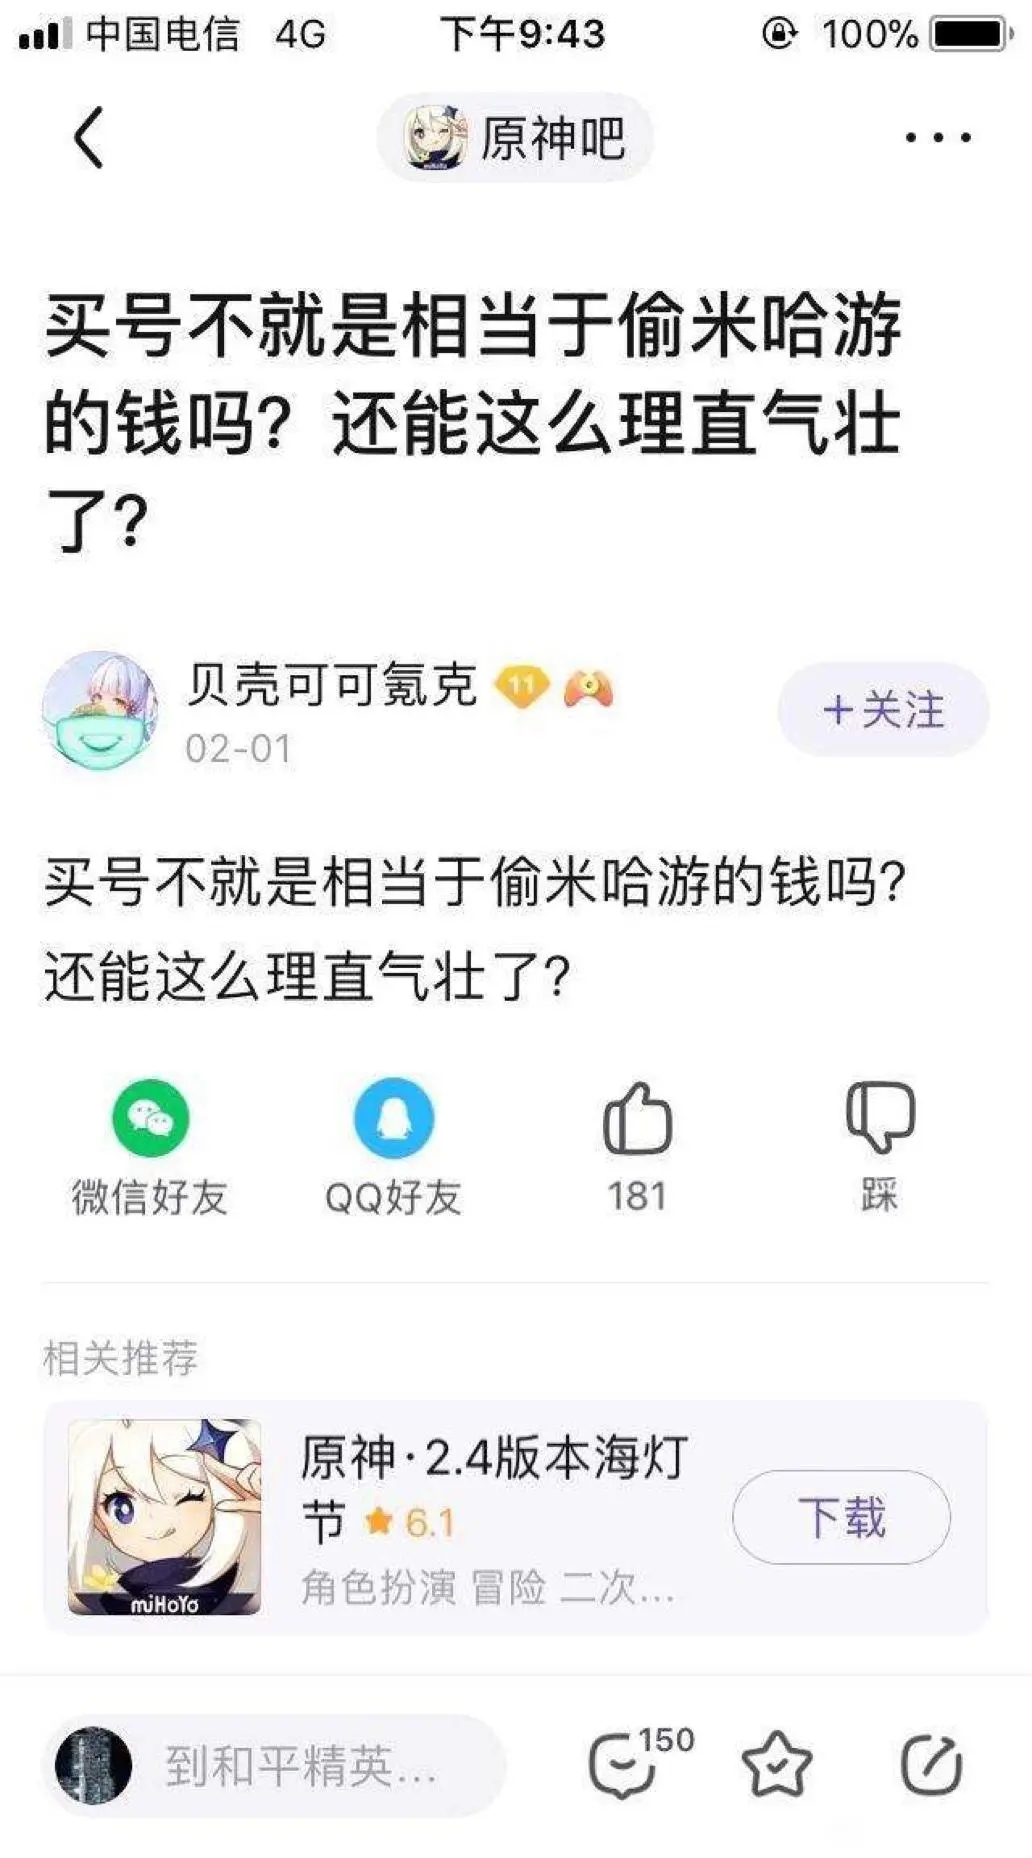 中国电信 4G 下午9:43 100%
原神吧
买号不就是相当于偷米哈游
的钱吗？还能这么理直气壮
了？
贝壳可可氪克 11
02-01
+关注
买号不就是相当于偷米哈游的钱吗？
还能这么理直气壮了？
微信好友 QQ好友 181 踩
相关推荐
原神·2.4版本海灯
节 6.1
下载
角色扮演 冒险 二次...
miHoYo
到和平精英...
150